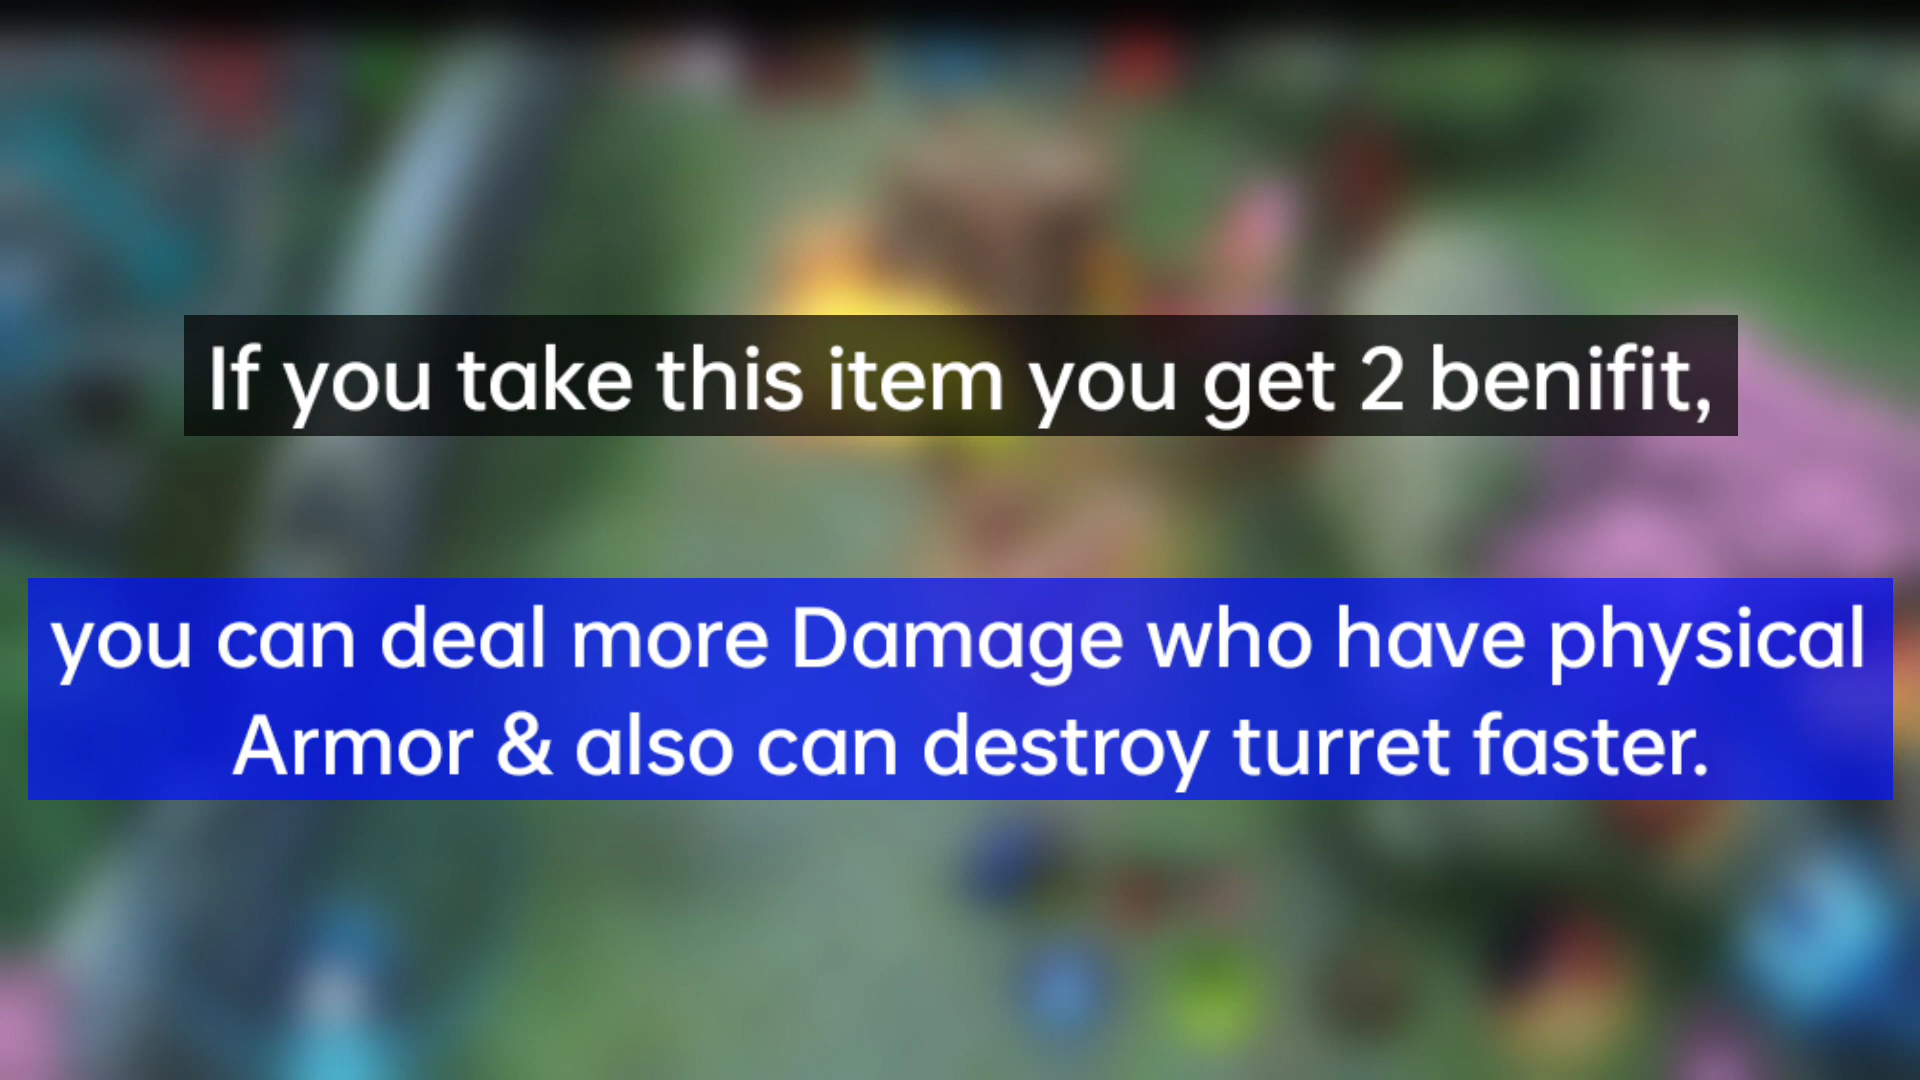 If you take this item you get 2 benifit,
you can deal more Damage who have physical
Armor & also can destroy turret faster.